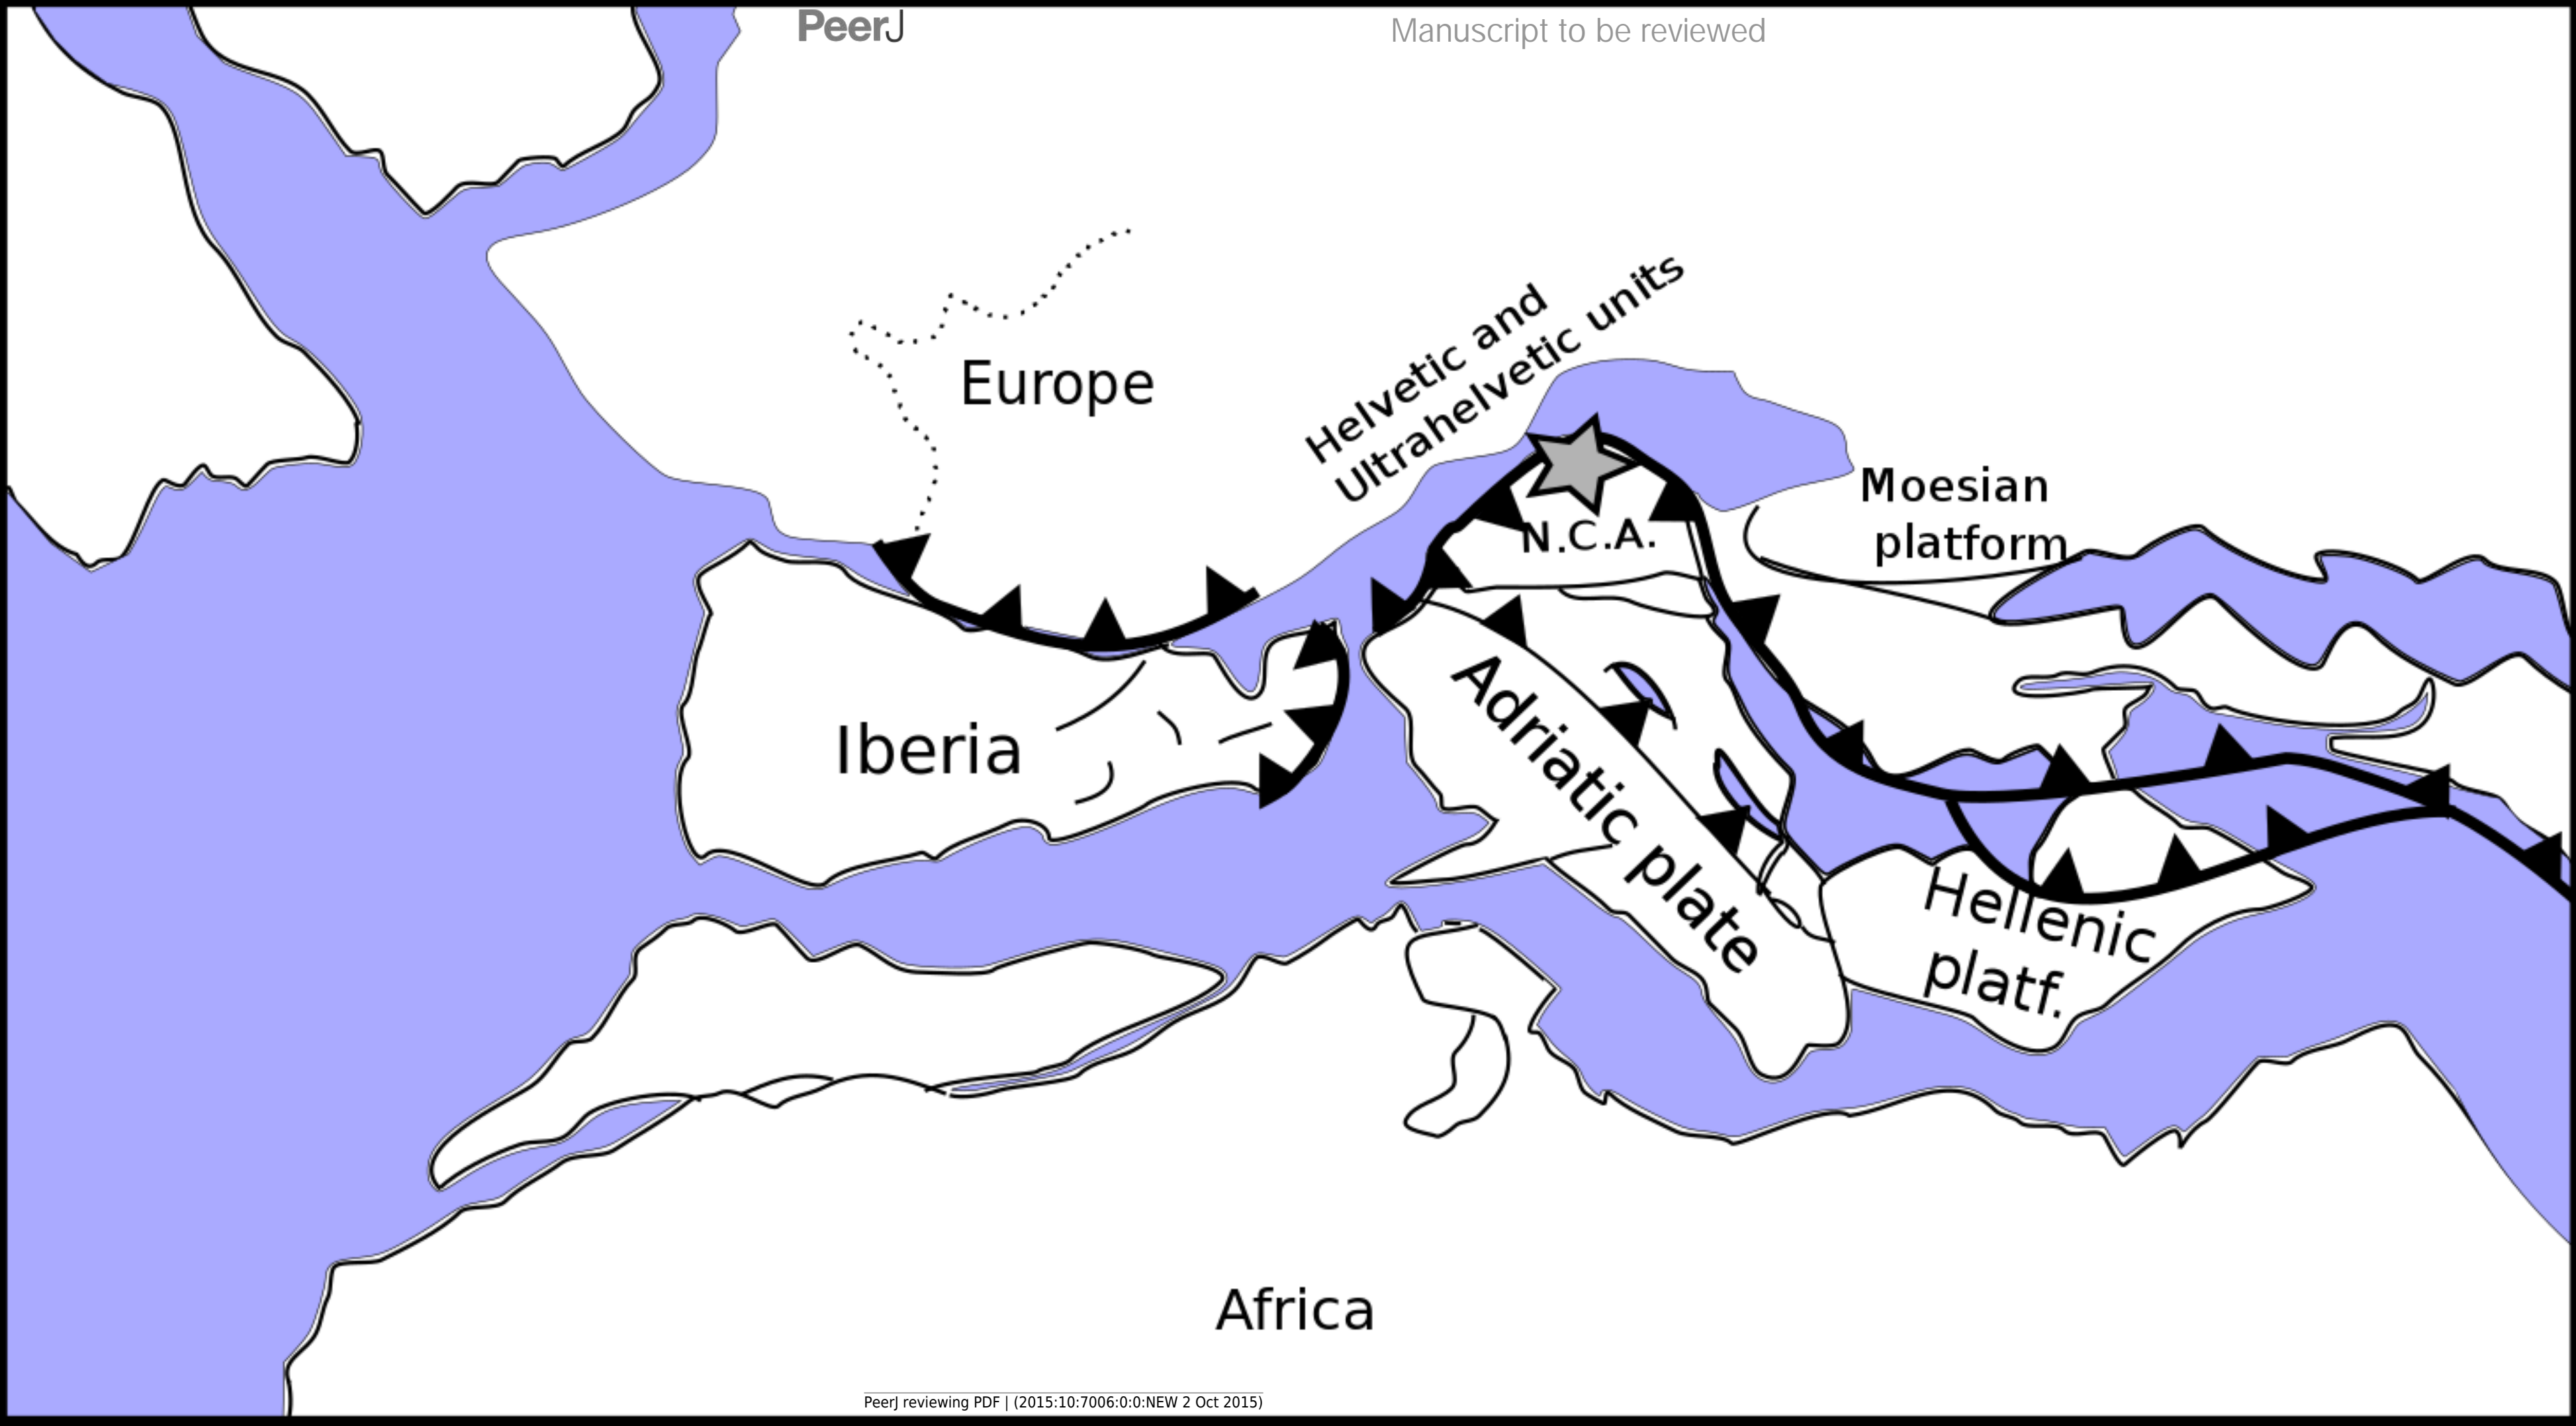 PeerJ
Manuscript to be reviewed
Europe
Helvetic and
Ultrahelvetic units
Moesian
platform
N.C.A.
Iberia
Adriatic plate
Hellenic
platf.
Africa
PeerJ reviewing PDF | (2015:10:7006:0:0:NEW 2 Oct 2015)